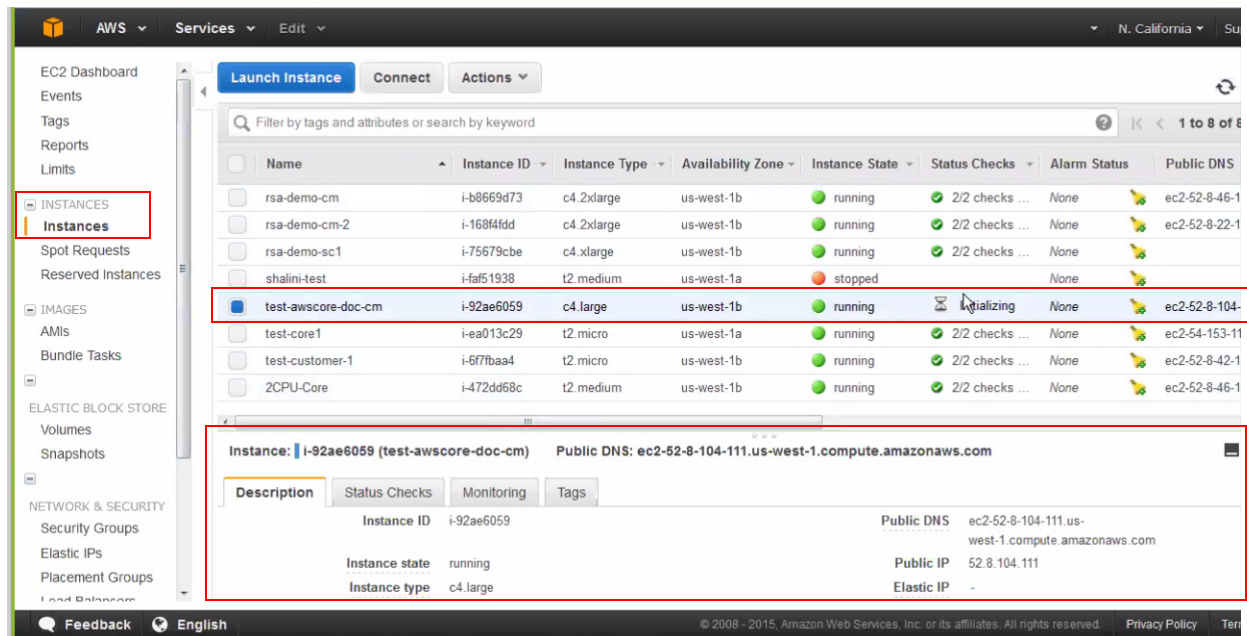 AWS Services Edit N. California Su
EC2 Dashboard
Events
Tags
Reports
Limits
INSTANCES
Instances
Spot Requests
Reserved Instances
IMAGES
AMIs
Bundle Tasks
ELASTIC BLOCK STORE
Volumes
Snapshots
NETWORK & SECURITY
Security Groups
Elastic IPs
Placement Groups
Load Balancers
Launch Instance Connect Actions
Filter by tags and attributes or search by keyword 1 to 8 of 8
Name Instance ID Instance Type Availability Zone Instance State Status Checks Alarm Status Public DNS
rsa-demo-cm i-b8669d73 c4.2xlarge us-west-1b running 2/2 checks ... None ec2-52-8-46-1
rsa-demo-cm-2 i-168f4fdd c4.2xlarge us-west-1b running 2/2 checks ... None ec2-52-8-22-1
rsa-demo-sc1 i-75679cbe c4.xlarge us-west-1b running 2/2 checks ... None
shalini-test i-faf51938 t2.medium us-west-1a stopped None
test-awscore-doc-cm i-92ae6059 c4.large us-west-1b running Initializing None ec2-52-8-104-
test-core1 i-ea013c29 t2.micro us-west-1a running 2/2 checks ... None ec2-54-153-11
test-customer-1 i-6f7fbaa4 t2.micro us-west-1b running 2/2 checks ... None ec2-52-8-42-1
2CPU-Core i-472dd68c t2.medium us-west-1b running 2/2 checks ... None ec2-52-8-46-1
Instance: i-92ae6059 (test-awscore-doc-cm) Public DNS: ec2-52-8-104-111.us-west-1.compute.amazonaws.com
Description Status Checks Monitoring Tags
Instance ID i-92ae6059 Public DNS ec2-52-8-104-111.us-
west-1.compute.amazonaws.com
Instance state running Public IP 52.8.104.111
Instance type c4.large Elastic IP -
Feedback English © 2008 - 2015, Amazon Web Services, Inc. or its affiliates. All rights reserved. Privacy Policy Ter